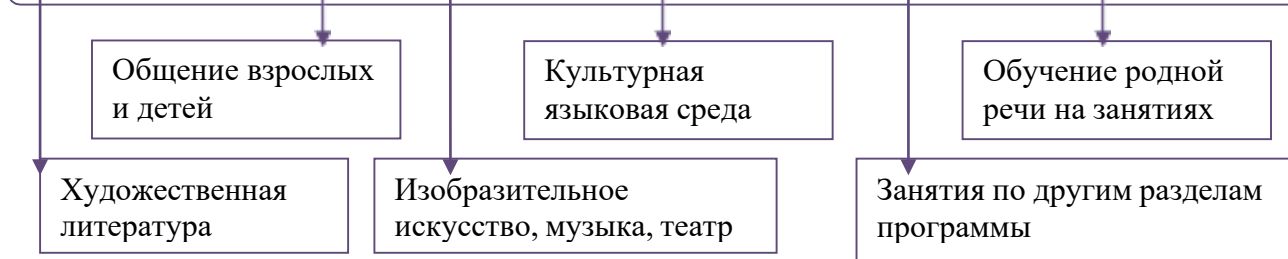 Общение взрослых
и детей
Культурная
языковая среда
Обучение родной
речи на занятиях
Художественная
литература
Изобразительное
искусство, музыка, театр
Занятия по другим разделам
программы